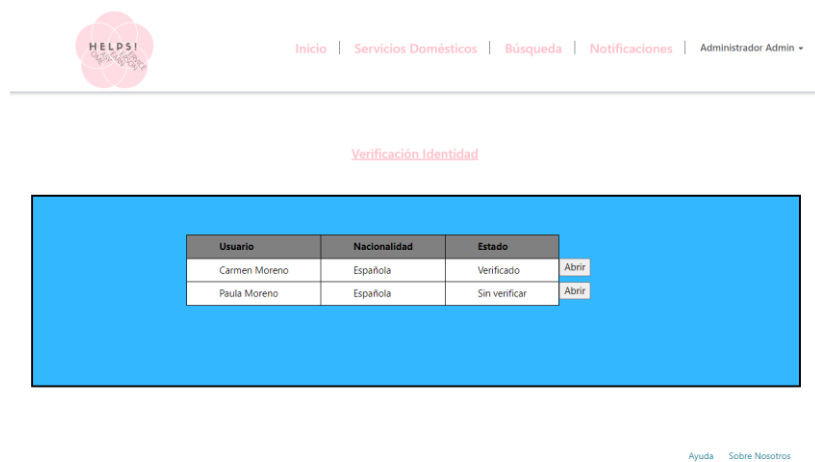 HELPS!
Inicio | Servicios Domésticos | Búsqueda | Notificaciones | Administrador Admin
Verificación Identidad
Usuario Nacionalidad Estado
Carmen Moreno Española Verificado Abrir
Paula Moreno Española Sin verificar Abrir
Ayuda Sobre Nosotros